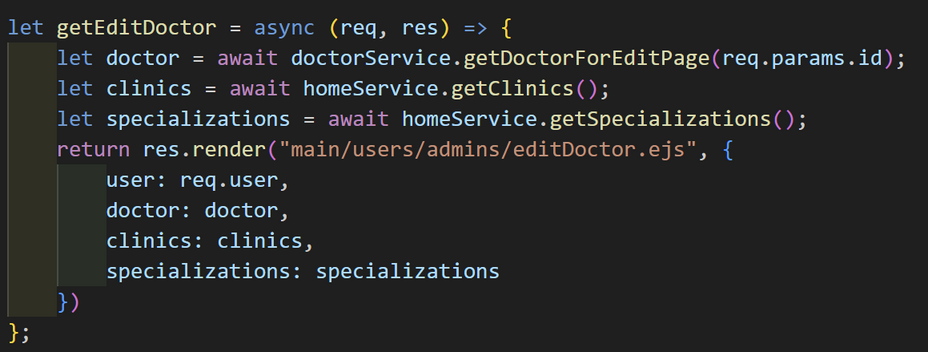 let getEditDoctor = async (req, res) => {
    let doctor = await doctorService.getDoctorForEditPage(req.params.id);
    let clinics = await homeService.getClinics();
    let specializations = await homeService.getSpecializations();
    return res.render("main/users/admins/editDoctor.ejs", {
        user: req.user,
        doctor: doctor,
        clinics: clinics,
        specializations: specializations
    })
};